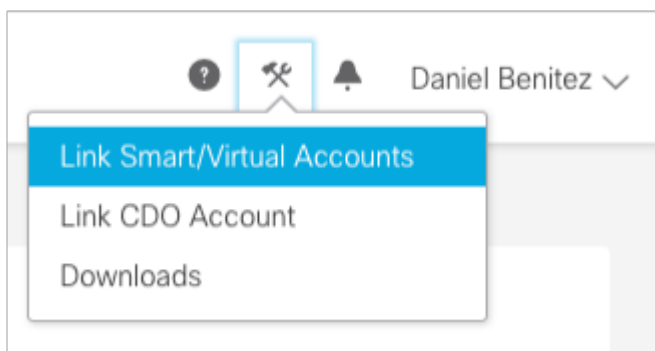 Daniel Benitez
Link Smart/Virtual Accounts
Link CDO Account
Downloads